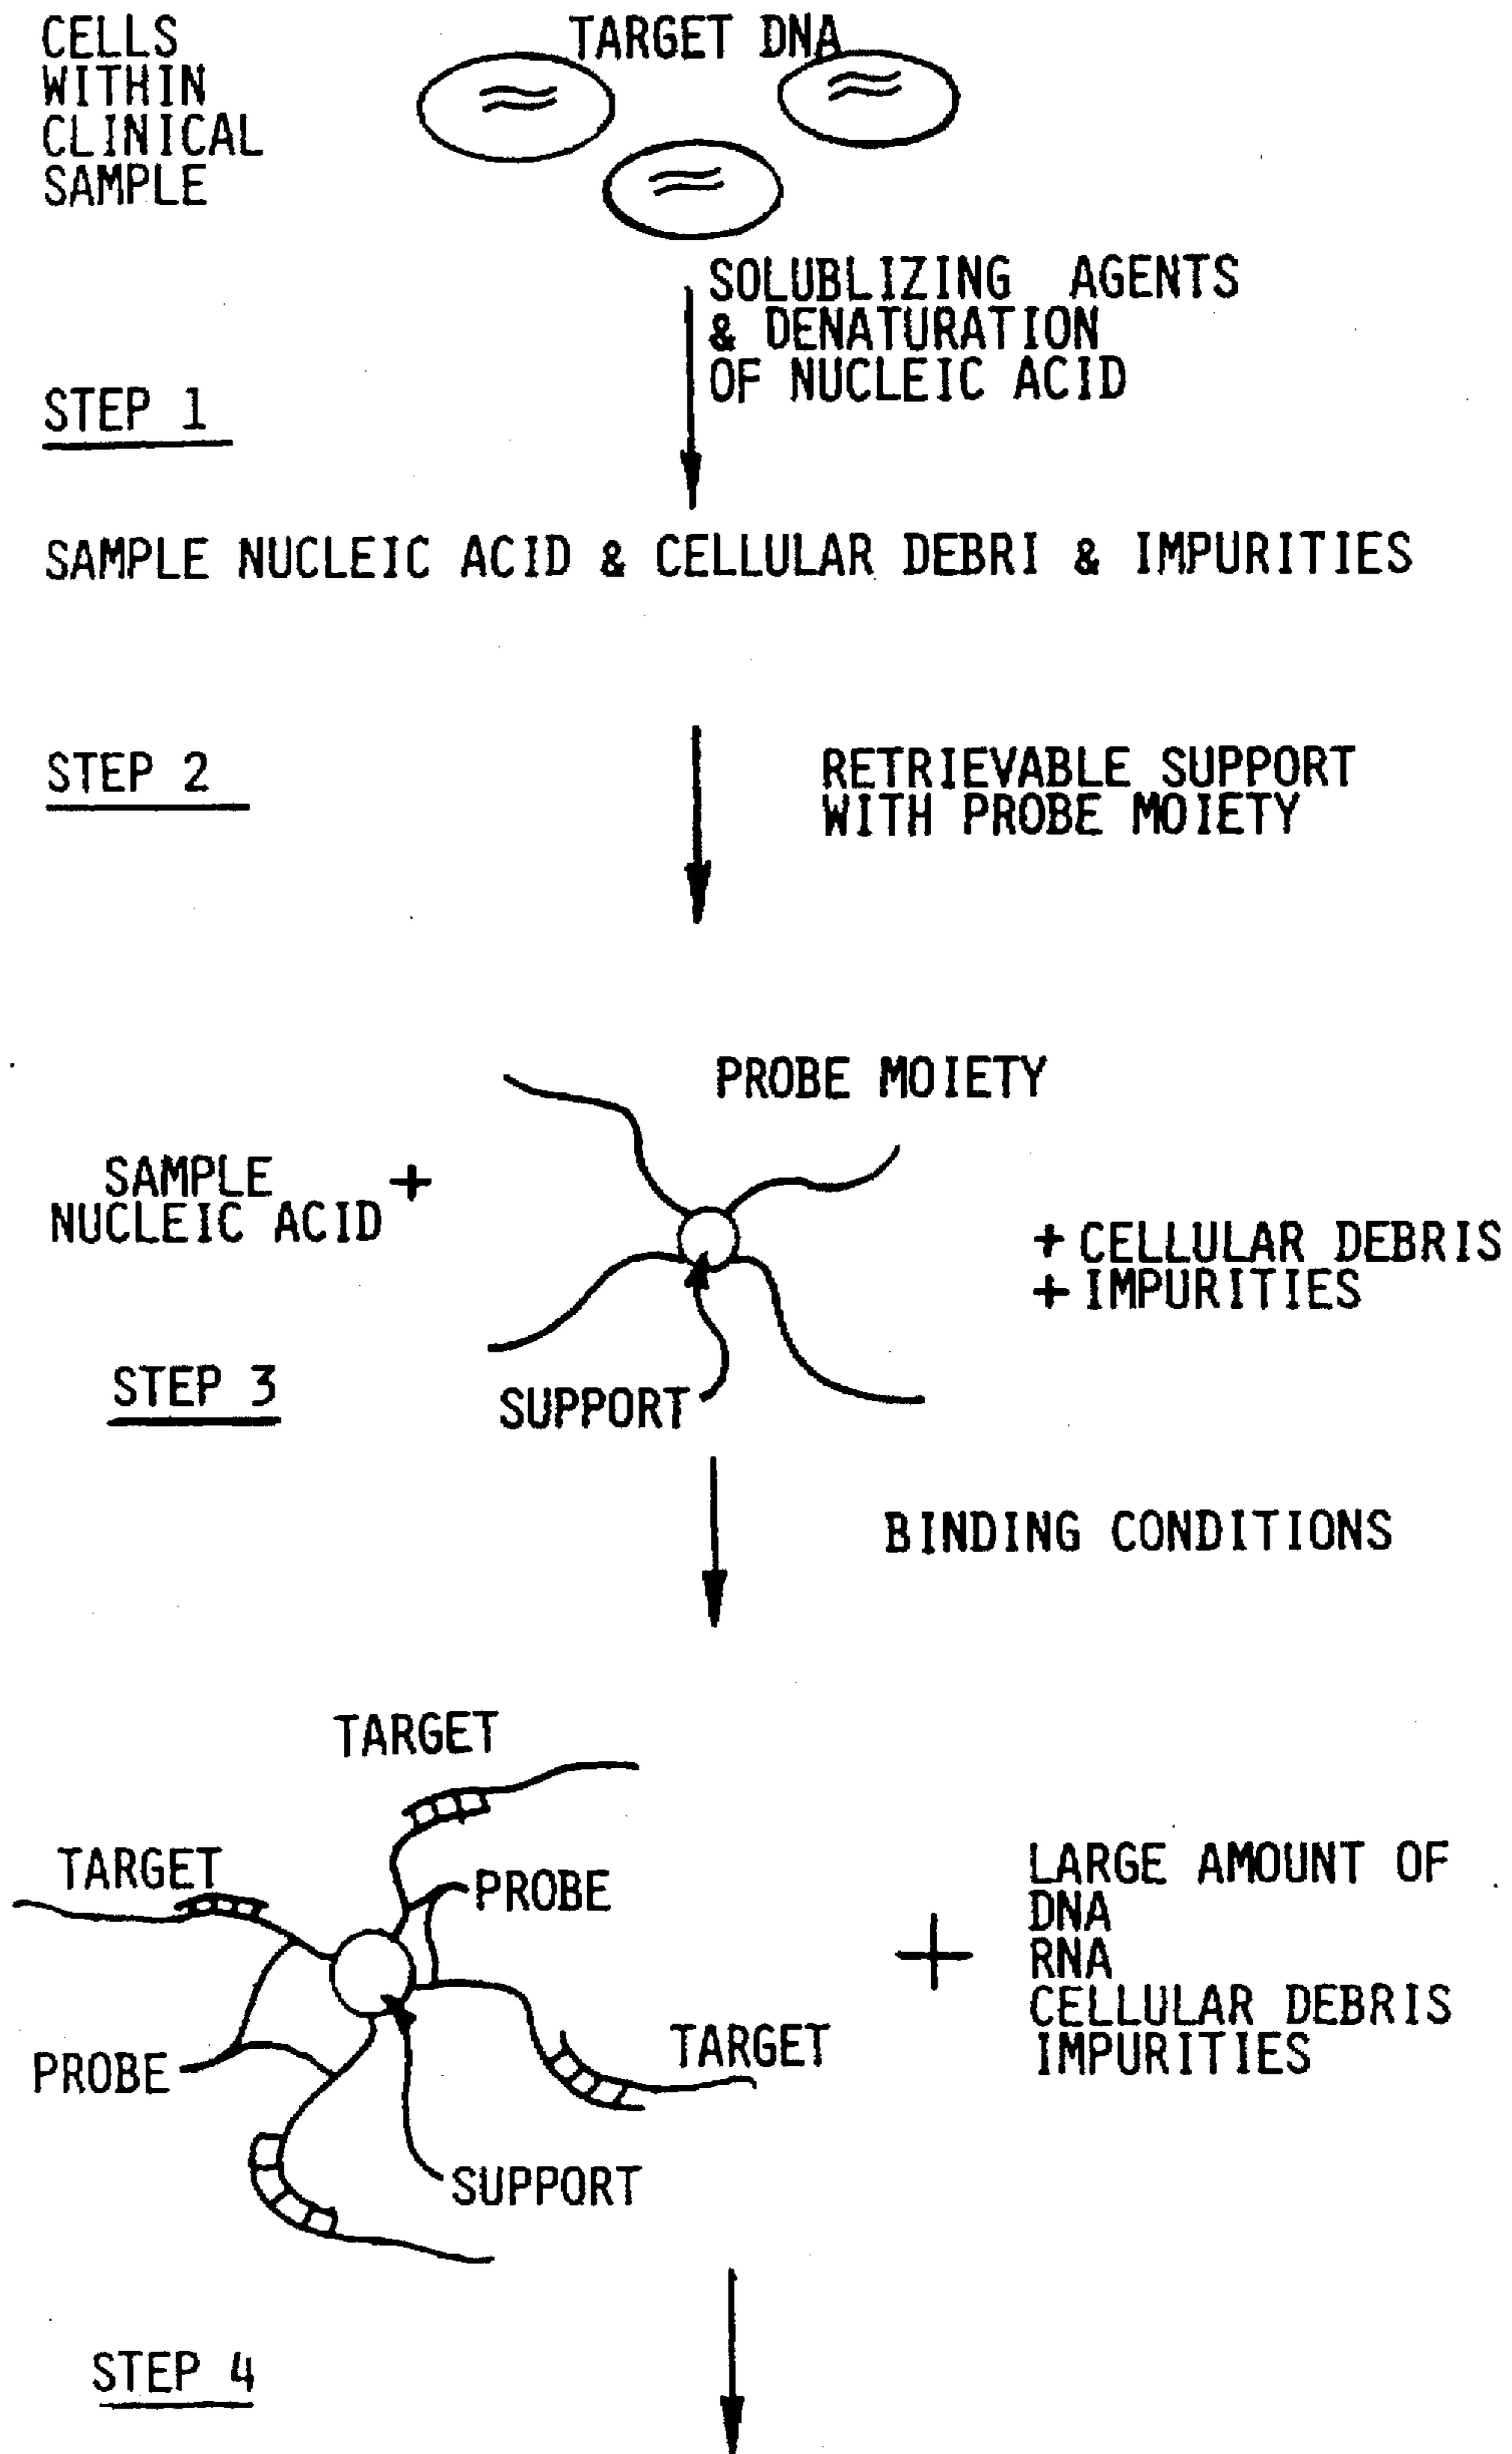 CELLS
WITHIN
CLINICAL
SAMPLE
TARGET DNA
SOLUBLIZING AGENTS
& DENATURATION
OF NUCLEIC ACID
STEP 1
SAMPLE NUCLEIC ACID & CELLULAR DEBRI & IMPURITIES
STEP 2
RETRIEVABLE SUPPORT
WITH PROBE MOIETY
PROBE MOIETY
SAMPLE +
NUCLEIC ACID
+ CELLULAR DEBRIS
+ IMPURITIES
STEP 3
SUPPORT
BINDING CONDITIONS
TARGET
TARGET
PROBE
+
LARGE AMOUNT OF
DNA
RNA
CELLULAR DEBRIS
IMPURITIES
TARGET
PROBE
SUPPORT
STEP 4